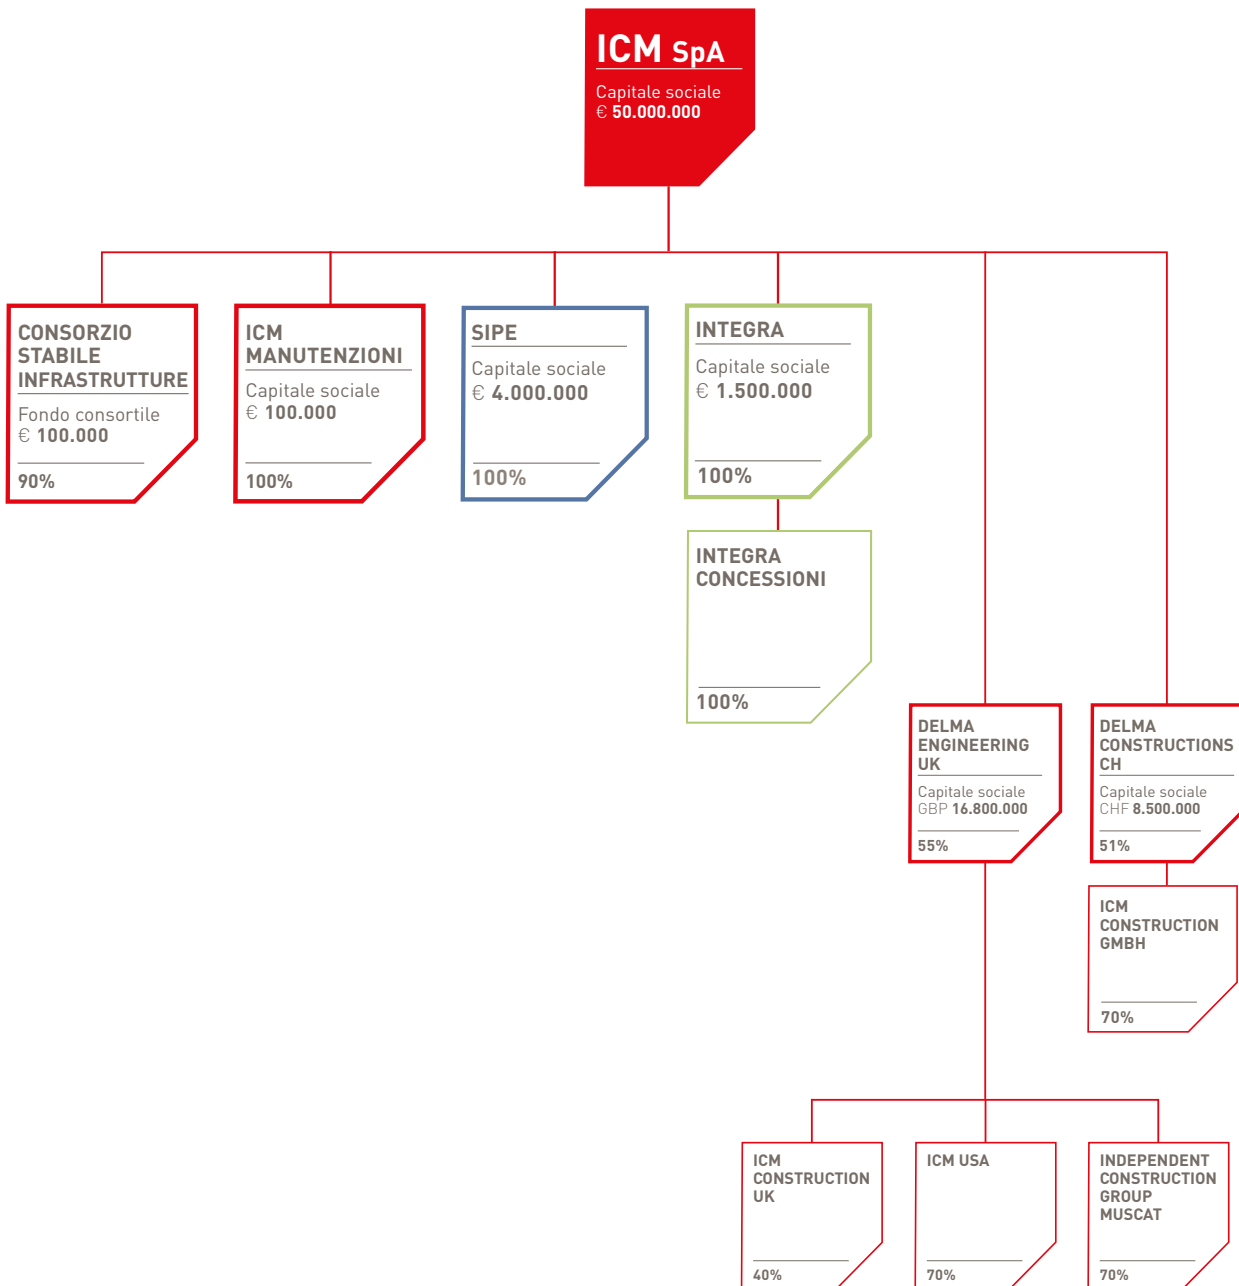 ICM SpA
Capitale sociale
€ 50.000.000
CONSORZIO
STABILE
INFRASTRUTTURE
Fondo consortile
€ 100.000
90%
ICM
MANUTENZIONI
Capitale sociale
€ 100.000
100%
SIPE
Capitale sociale
€ 4.000.000
100%
INTEGRA
Capitale sociale
€ 1.500.000
100%
INTEGRA
CONCESSIONI
100%
DELMA
ENGINEERING
UK
Capitale sociale
GBP 16.800.000
55%
DELMA
CONSTRUCTIONS
CH
Capitale sociale
CHF 8.500.000
51%
ICM
CONSTRUCTION
GMBH
70%
ICM
CONSTRUCTION
UK
40%
ICM USA
70%
INDEPENDENT
CONSTRUCTION
GROUP
MUSCAT
70%